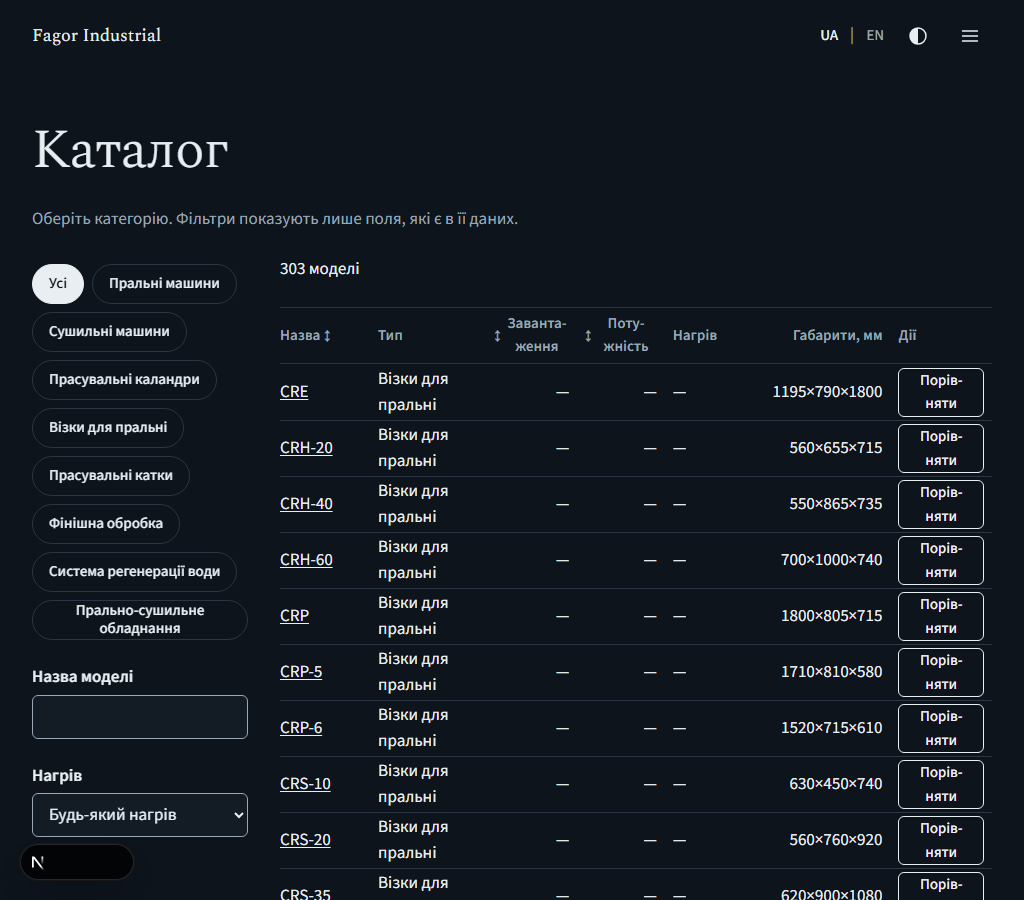 Fagor Industrial
UA | EN
Каталог
Оберіть категорію. Фільтри показують лише поля, які є в її даних.
Усі
Пральні машини
Сушильні машини
Прасувальні каландри
Візки для пральні
Прасувальні катки
Фінішна обробка
Система регенерації води
Прально-сушильне
обладнання
Назва моделі
Нагрів
Будь-який нагрів
N
303 моделі
Назва ↕ Тип ↕ Заванта-
ження ↕ Поту-
жність Нагрів Габарити, мм Дії
CRE Візки для
пральні — — — 1195×790×1800 Порів-
няти
CRH-20 Візки для
пральні — — — 560×655×715 Порів-
няти
CRH-40 Візки для
пральні — — — 550×865×735 Порів-
няти
CRH-60 Візки для
пральні — — — 700×1000×740 Порів-
няти
CRP Візки для
пральні — — — 1800×805×715 Порів-
няти
CRP-5 Візки для
пральні — — — 1710×810×580 Порів-
няти
CRP-6 Візки для
пральні — — — 1520×715×610 Порів-
няти
CRS-10 Візки для
пральні — — — 630×450×740 Порів-
няти
CRS-20 Візки для
пральні — — — 560×760×920 Порів-
няти
CRS-35 Візки для
— — — 620×900×1080 Порів-